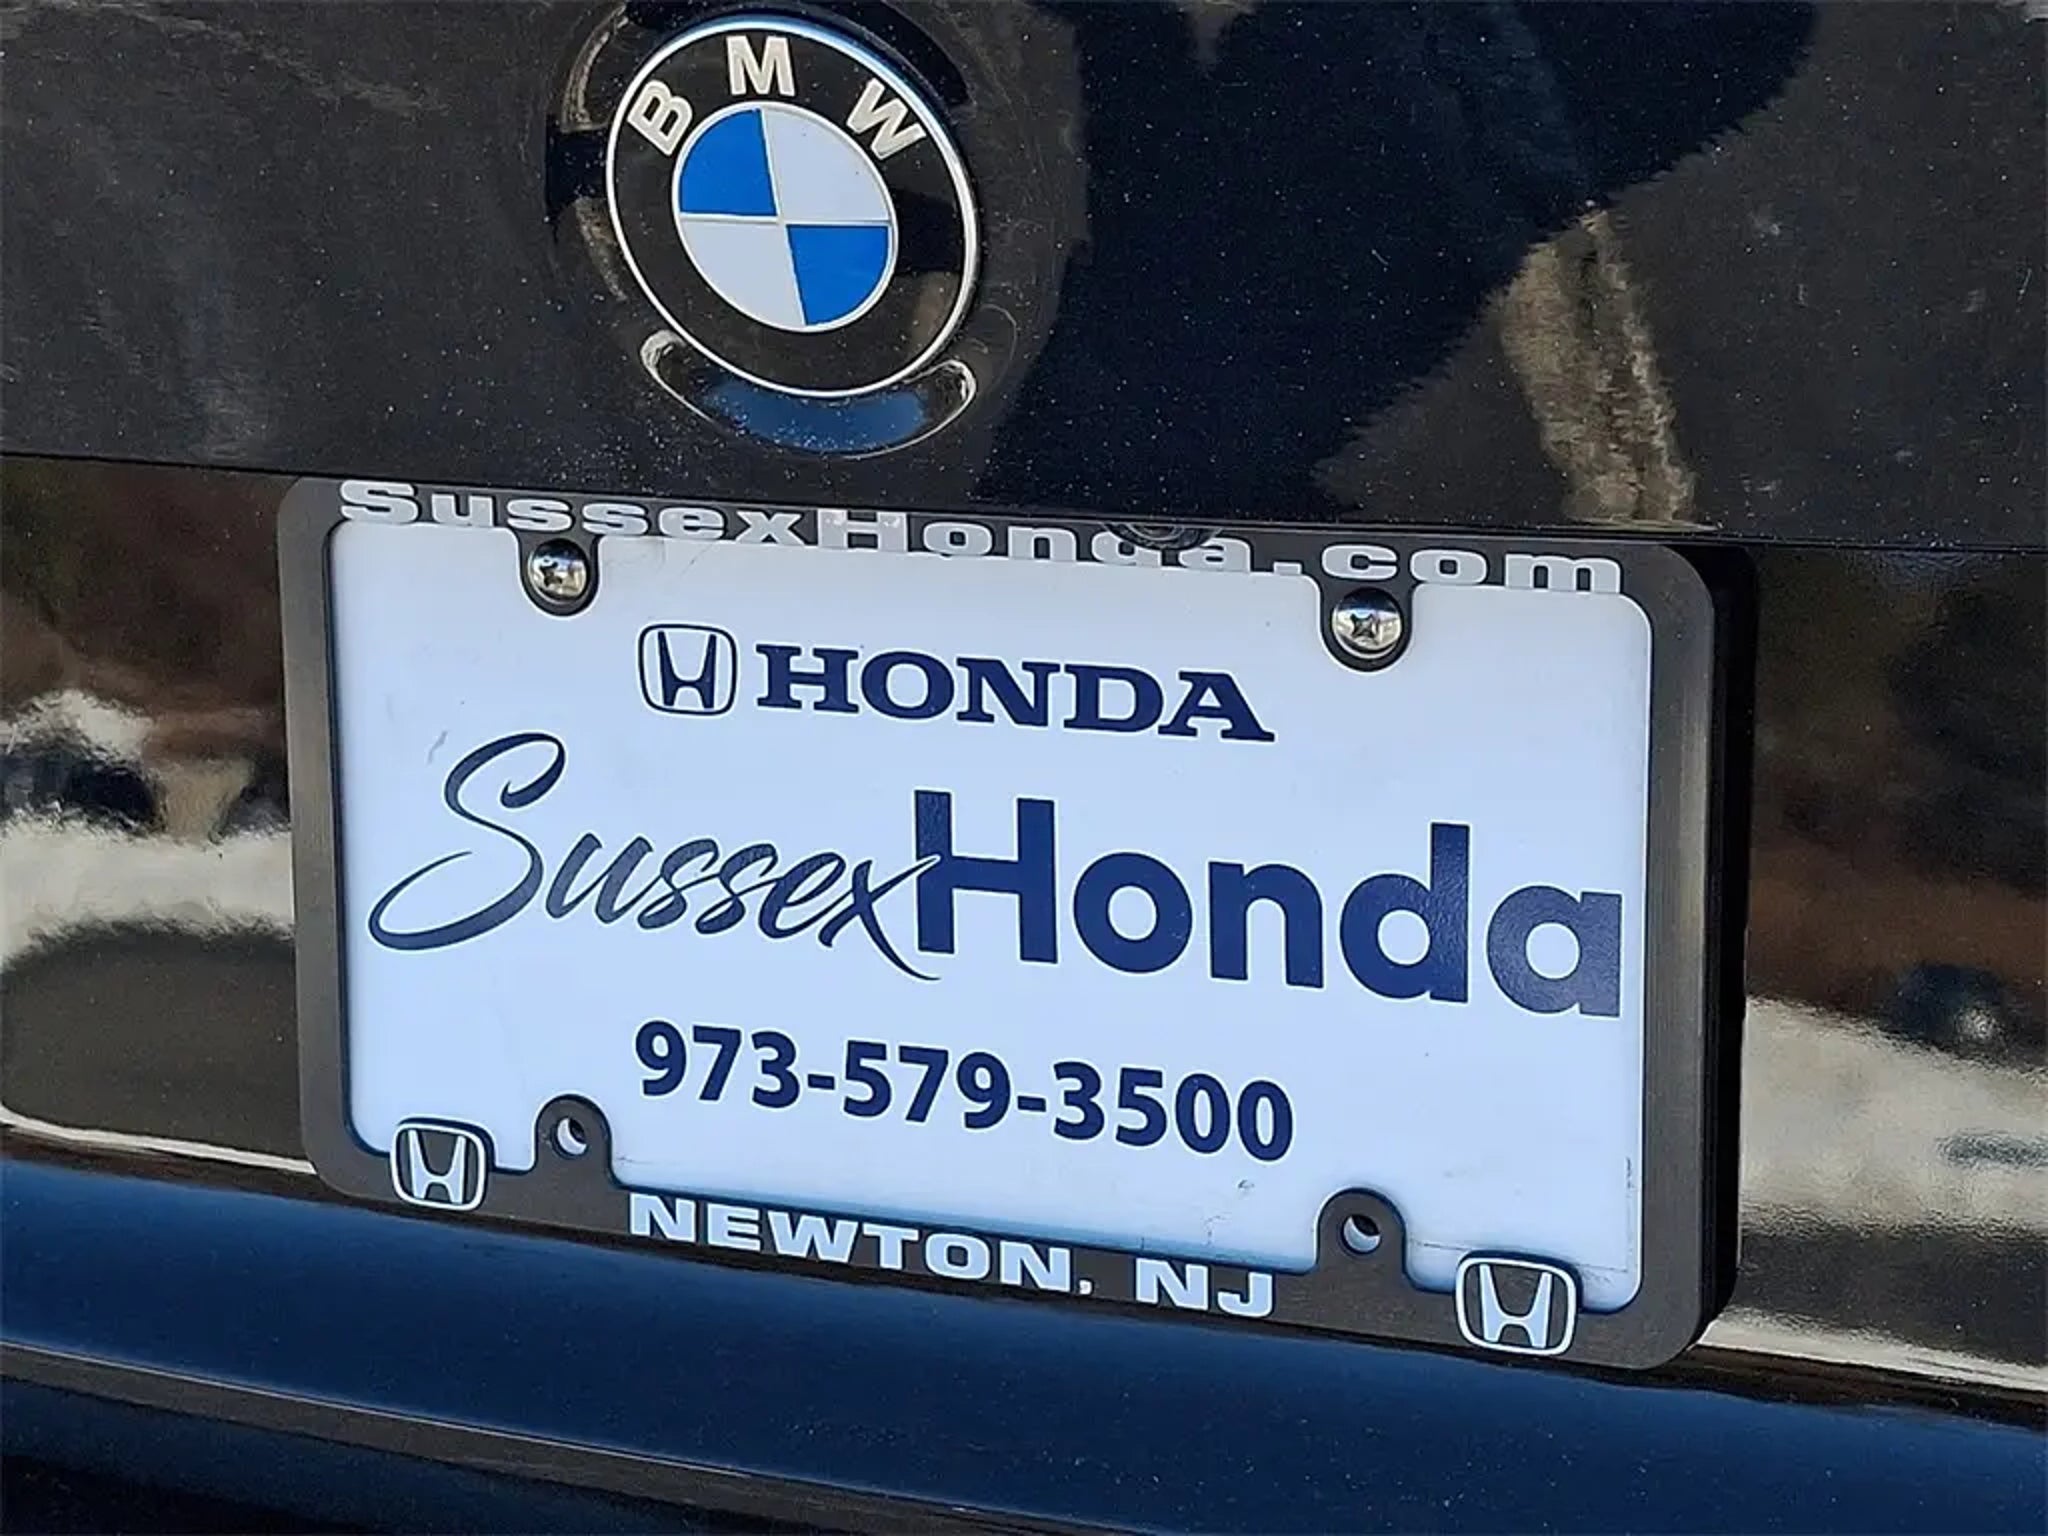 BMW
SussexHonda.com
HONDA
SussexHonda
973-579-3500
NEWTON, NJ